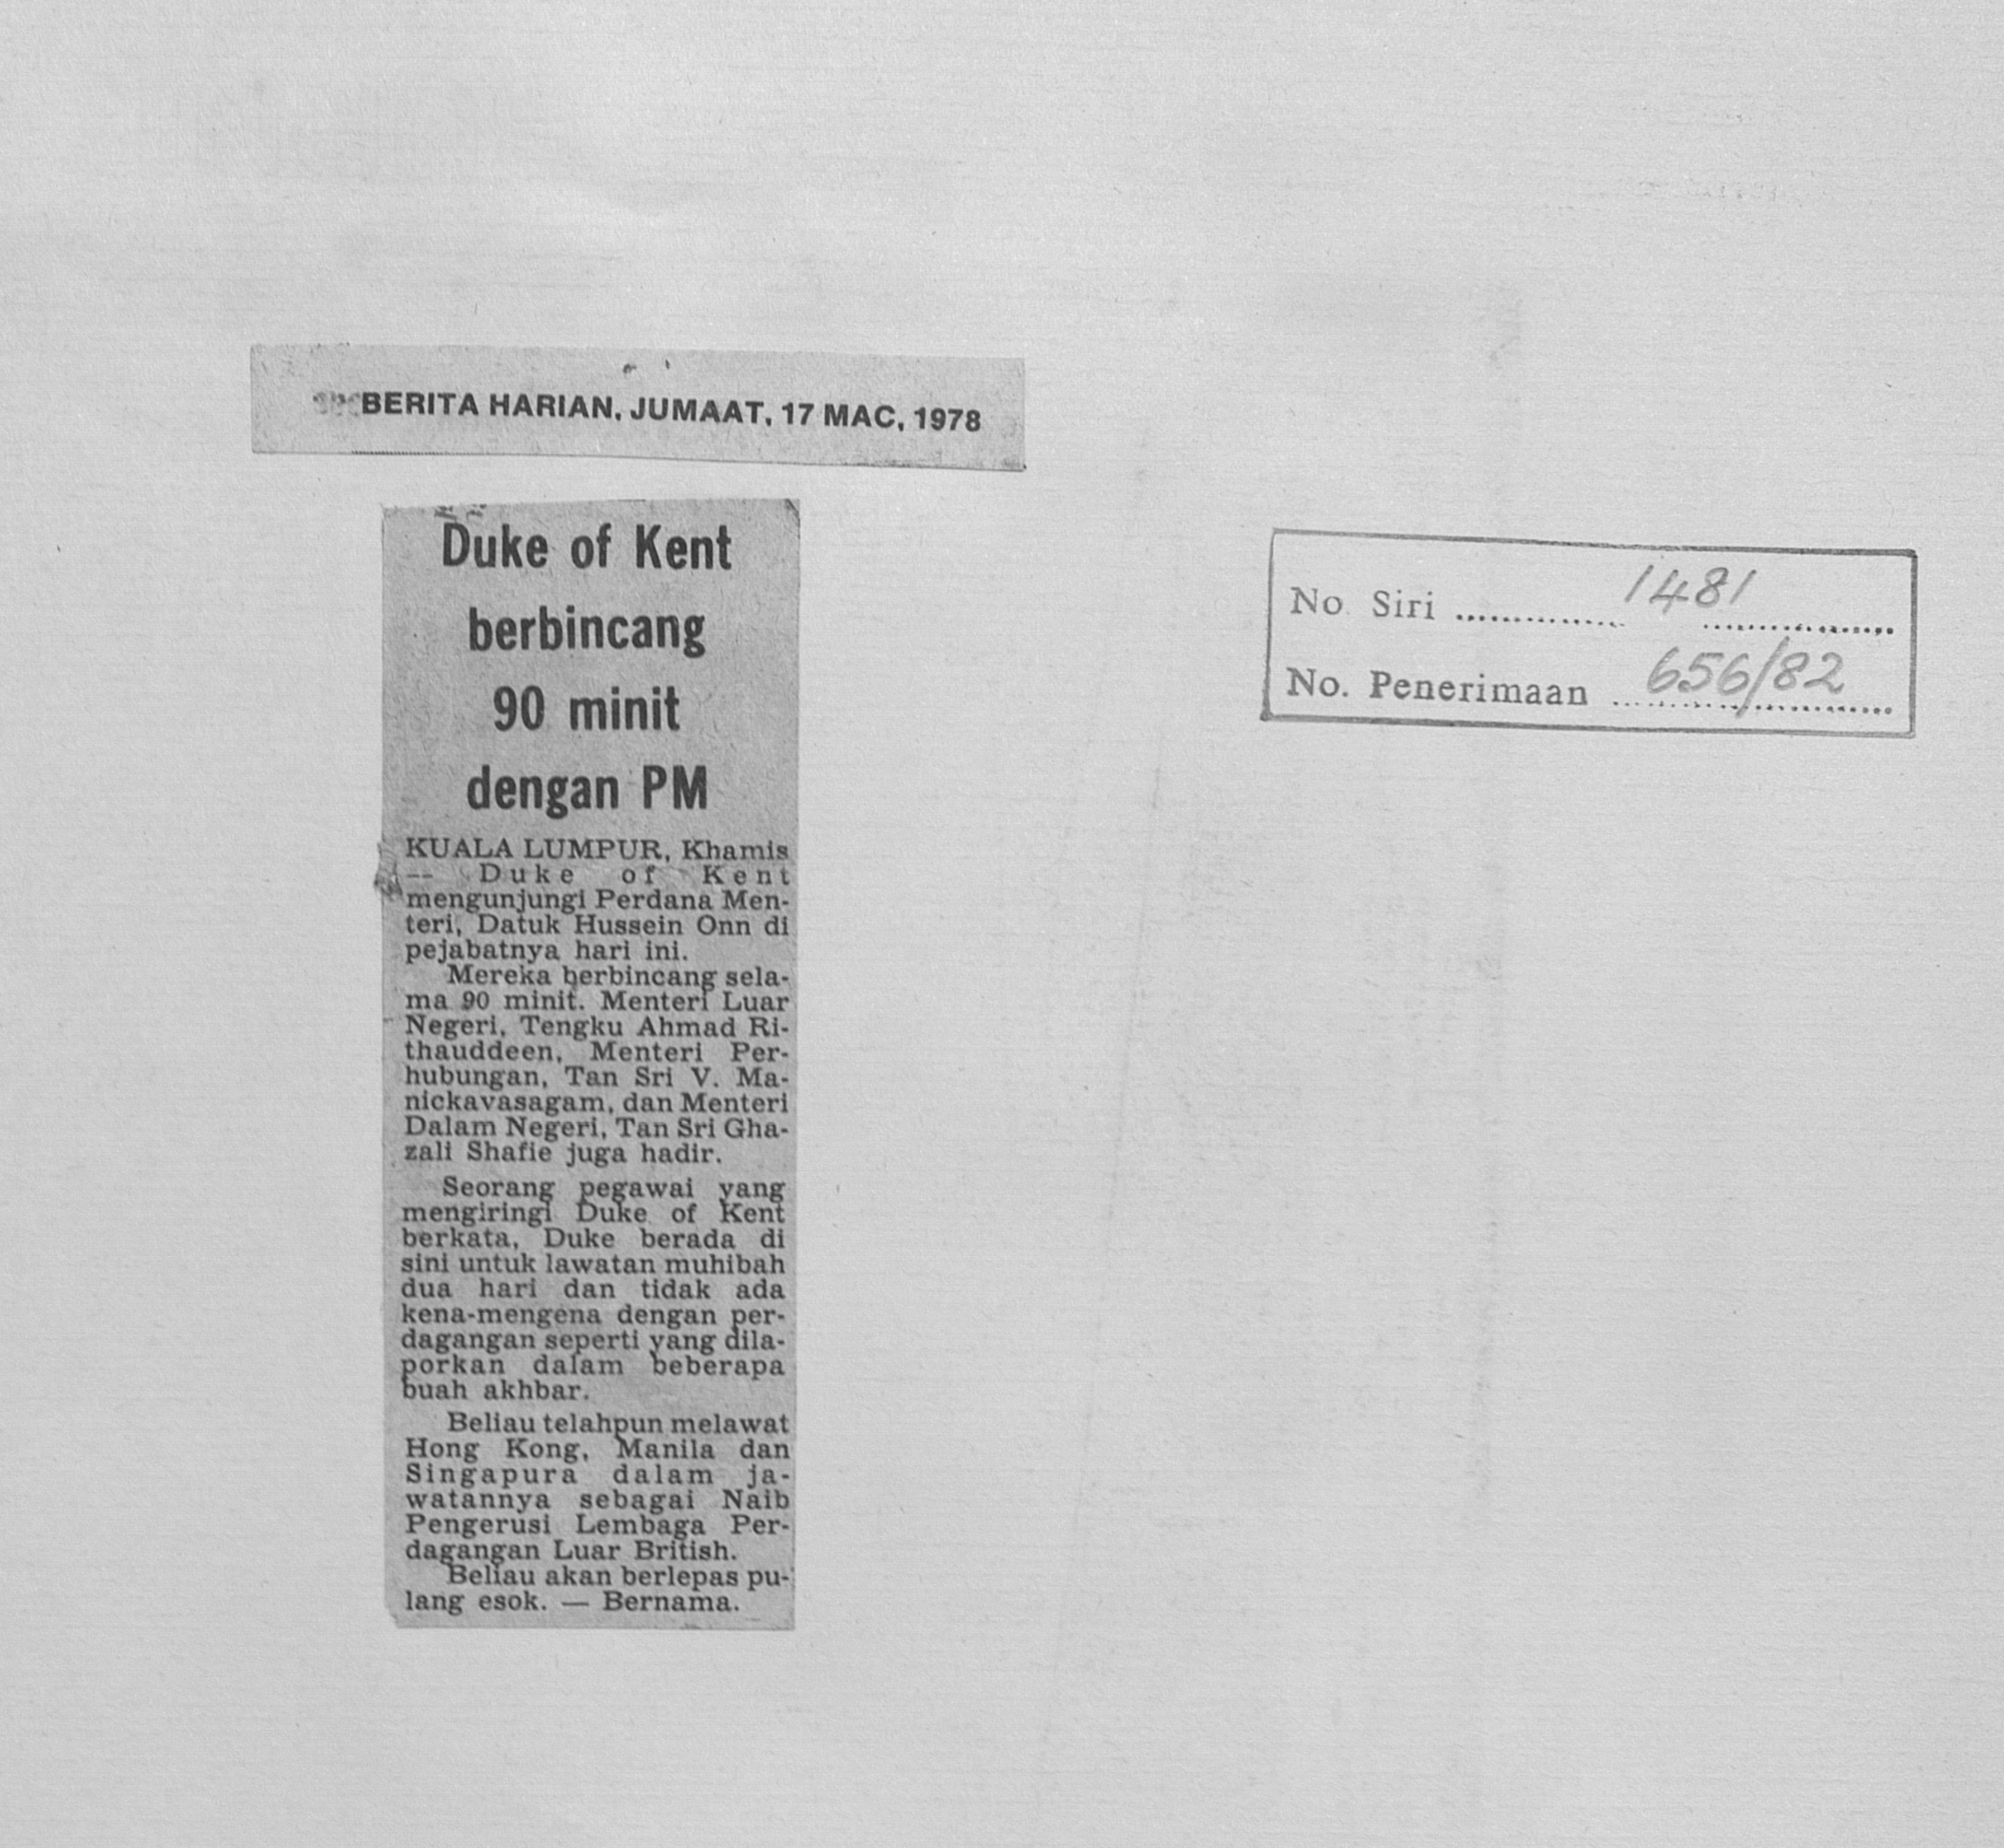 BERITA HARIAN, JUMAAT, 17 MAC, 1978
Duke of Kent
berbincang
90 minit
dengan PM
KUALA LUMPUR, Khamis
— Duke of Kent
mengunjungi Perdana Men-
teri, Datuk Hussein Onn di
pejabatnya hari ini.
Mereka berbincang sela-
ma 90 minit. Menteri Luar
Negeri, Tengku Ahmad Ri-
thauddeen, Menteri Per-
hubungan, Tan Sri V. Ma-
nickavasagam, dan Menteri
Dalam Negeri, Tan Sri Gha-
zali Shafie juga hadir.
Seorang pegawai yang
mengiringi Duke of Kent
berkata, Duke berada di
sini untuk lawatan muhibah
dua hari dan tidak ada
kena-mengena dengan per-
dagangan seperti yang dila-
porkan dalam beberapa
buah akhbar.
Beliau telahpun melawat
Hong Kong, Manila dan
Singapura dalam ja-
watannya sebagai Naib
Pengerusi Lembaga Per-
dagangan Luar British.
Beliau akan berlepas pu-
lang esok. — Bernama.
No. Siri 1481
No. Penerimaan 656/82